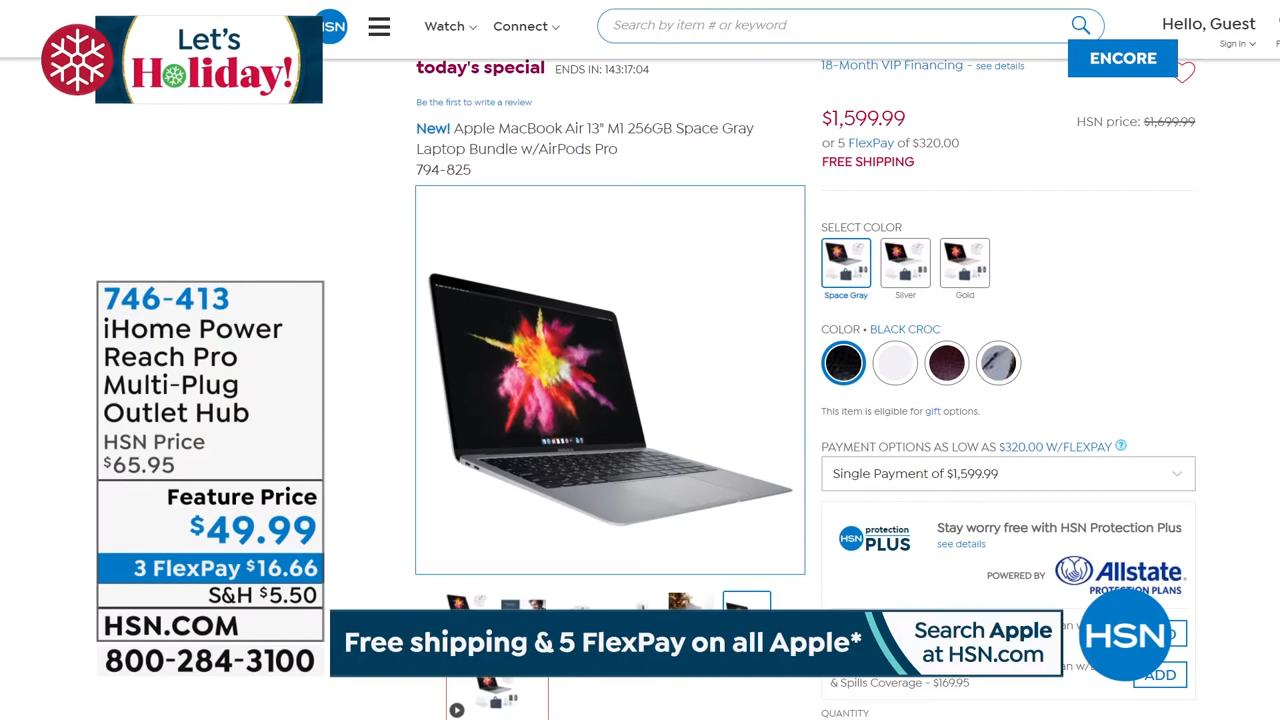 Let's
Holiday!
HSN
Watch
Connect
Search by item # or keyword
Hello, Guest
Sign In
ENCORE
today's special ENDS IN: 143:17:04
18-Month VIP Financing - see details
Be the first to write a review
New! Apple MacBook Air 13" M1 256GB Space Gray
Laptop Bundle w/AirPods Pro
794-825
$1,599.99
HSN price: $1,699.99
or 5 FlexPay of $320.00
FREE SHIPPING
SELECT COLOR
Space Gray
Silver
Gold
COLOR • BLACK CROC
This item is eligible for gift options.
PAYMENT OPTIONS AS LOW AS $320.00 W/FLEXPAY
Single Payment of $1,599.99
HSN protection PLUS
Stay worry free with HSN Protection Plus
see details
POWERED BY
Allstate
PROTECTION PLANS
ADD
& Spills Coverage - $169.95
QUANTITY
746-413
iHome Power
Reach Pro
Multi-Plug
Outlet Hub
HSN Price
$65.95
Feature Price
$49.99
3 FlexPay $16.66
S&H $5.50
HSN.COM
800-284-3100
Free shipping & 5 FlexPay on all Apple*
Search Apple
at HSN.com
HSN